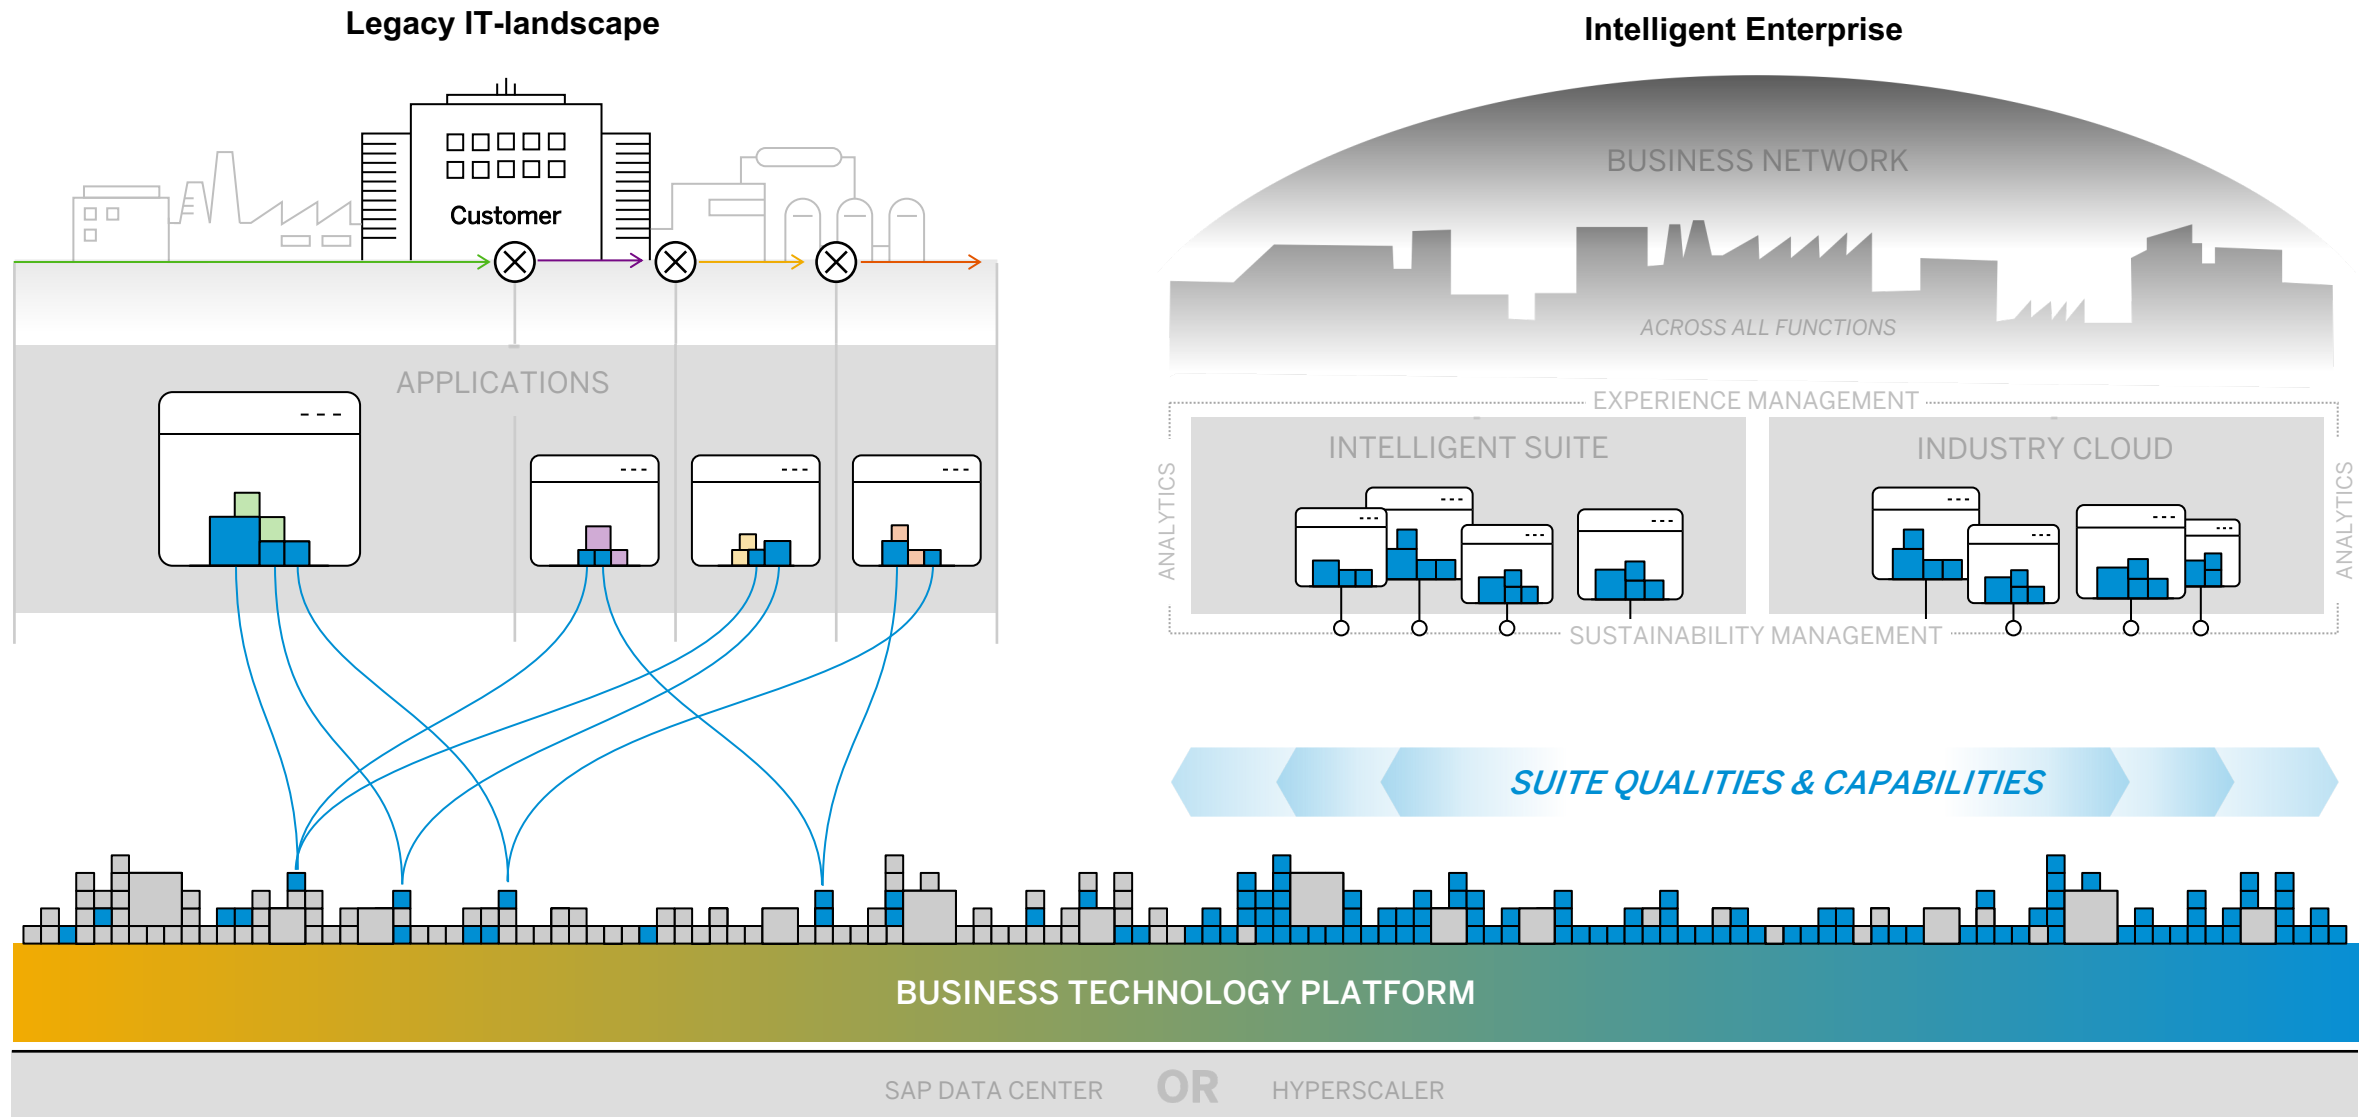 Legacy IT-landscape
Intelligent Enterprise
Customer
APPLICATIONS
BUSINESS NETWORK
ACROSS ALL FUNCTIONS
EXPERIENCE MANAGEMENT
ANALYTICS
INTELLIGENT SUITE
INDUSTRY CLOUD
ANALYTICS
SUSTAINABILITY MANAGEMENT
SUITE QUALITIES & CAPABILITIES
BUSINESS TECHNOLOGY PLATFORM
SAP DATA CENTER OR HYPERSCALER